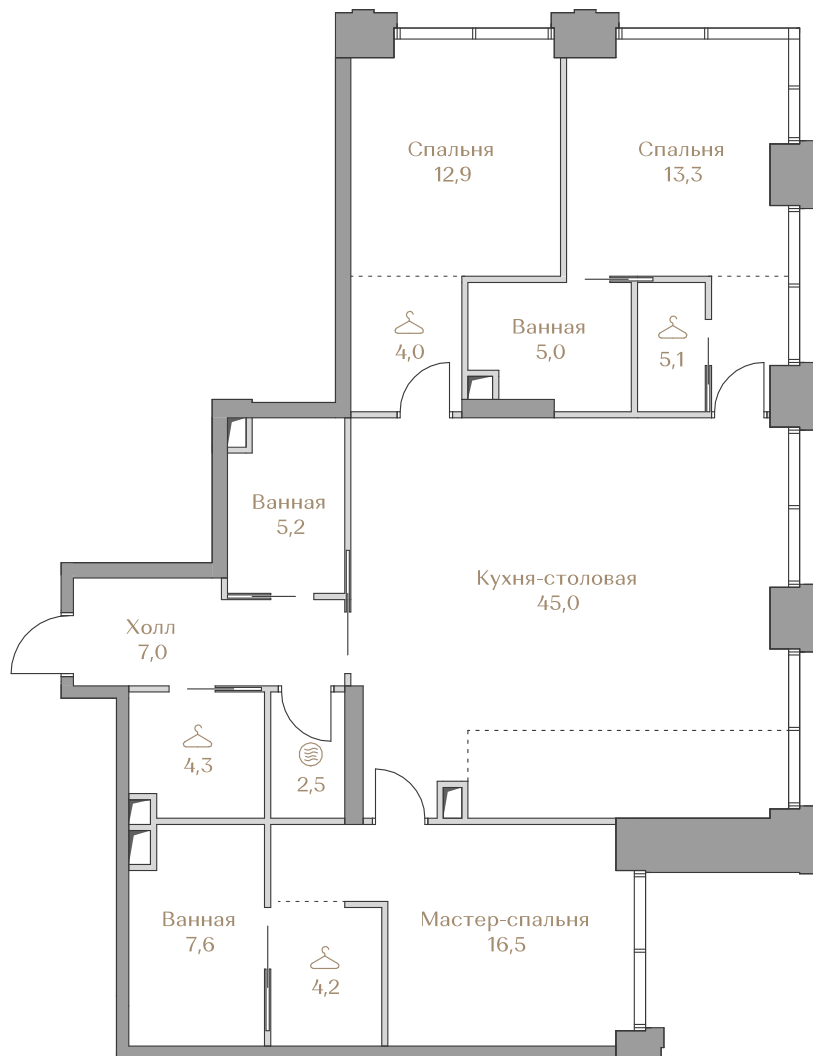 Спальня
12,9
Спальня
13,3
4,0
Ванная
5,0
5,1
Ванная
5,2
Кухня-столовая
45,0
Холл
7,0
4,3
2,5
Ванная
7,6
4,2
Мастер-спальня
16,5